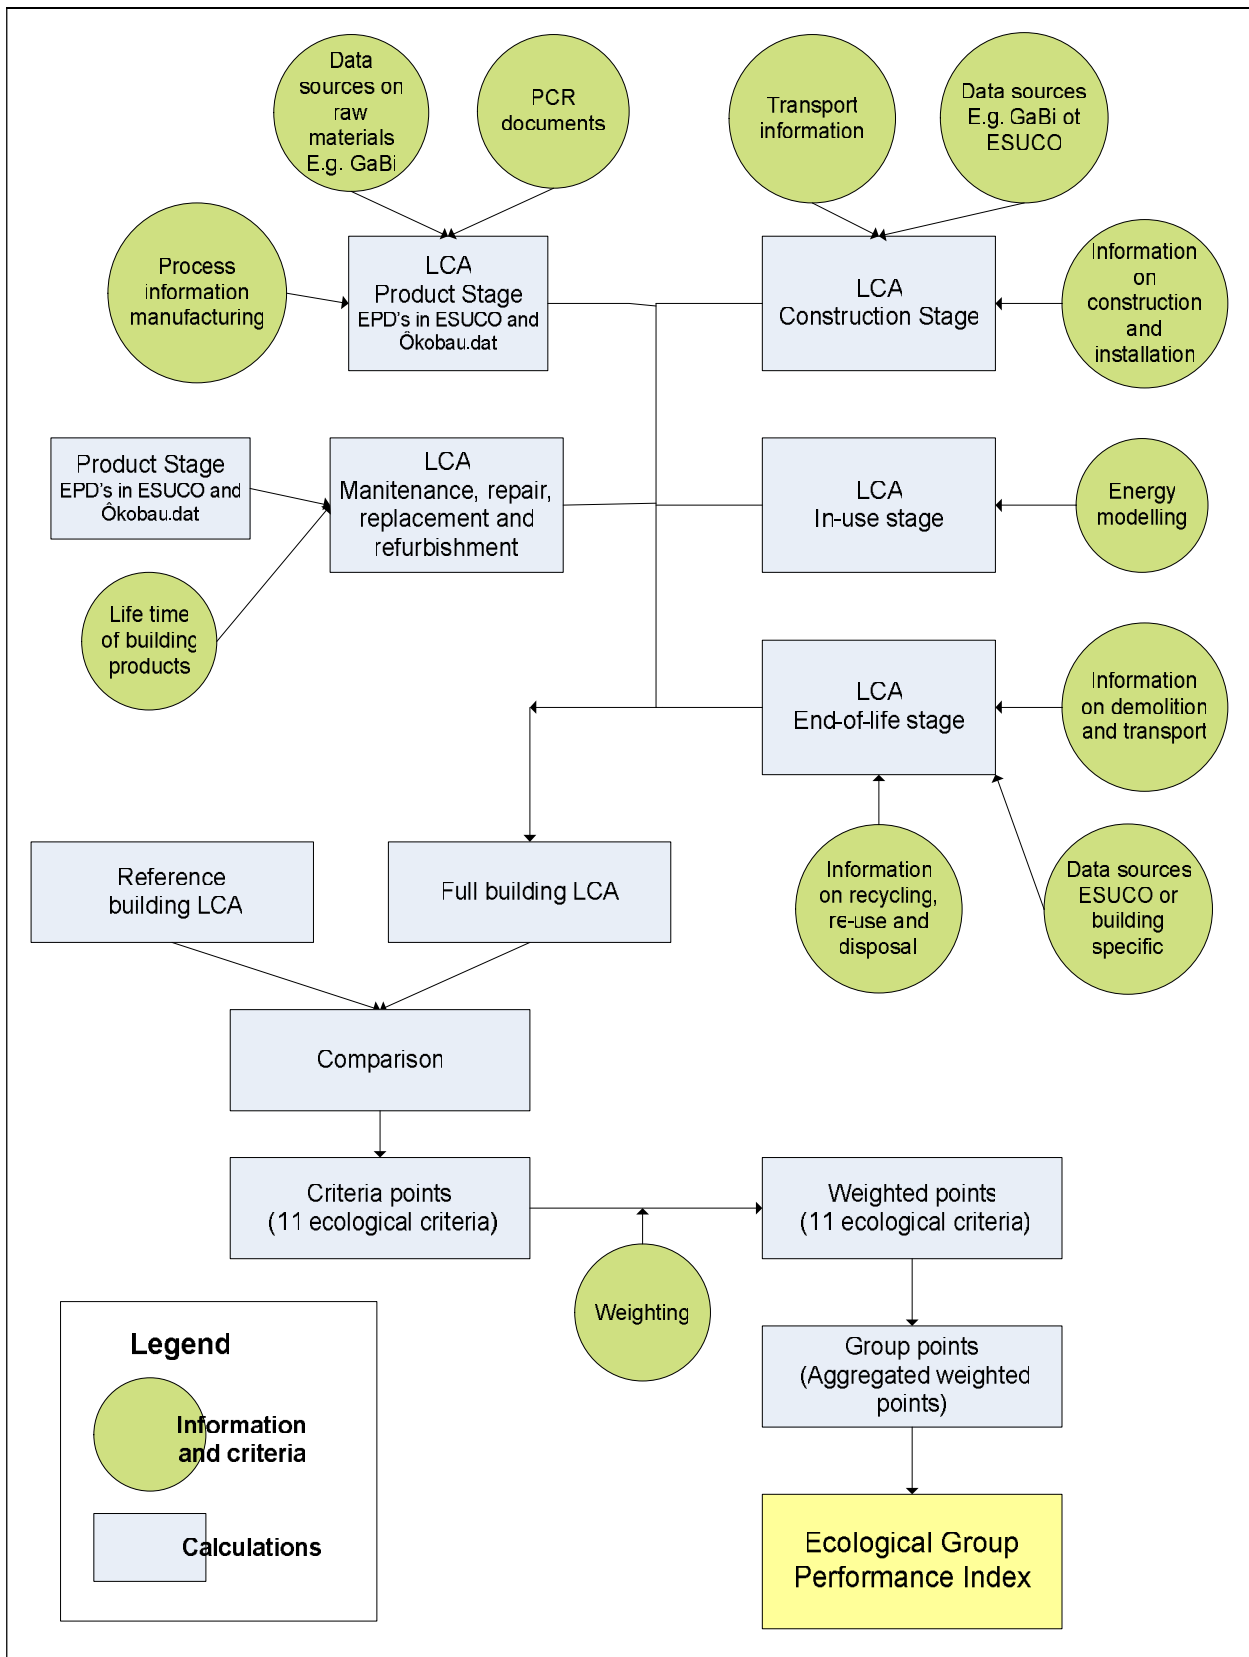 Data
sources on
raw
materials
E.g. GaBi
PCR
documents
Transport
information
Data sources
E.g. GaBi ot
ESUCO
Process
information
manufacturing
LCA
Product Stage
EPD's in ESUCO and
Ôkobau.dat
LCA
Construction Stage
Information
on
construction
and
installation
Product Stage
EPD's in ESUCO and
Ôkobau.dat
LCA
Manitenance, repair,
replacement and
refurbishment
LCA
In-use stage
Energy
modelling
Life time
of building
products
LCA
End-of-life stage
Information
on demolition
and transport
Reference
building LCA
Full building LCA
Information
on recycling,
re-use and
disposal
Data sources
ESUCO or
building
specific
Comparison
Criteria points
(11 ecological criteria)
Weighted points
(11 ecological criteria)
Weighting
Group points
(Aggregated weighted
points)
Legend
Information
and criteria
Calculations
Ecological Group
Performance Index